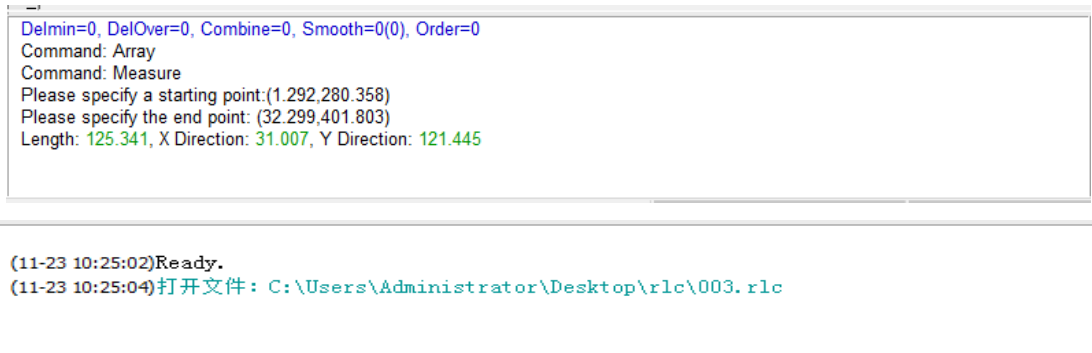 Delmin=0, DelOver=0, Combine=0, Smooth=0(0), Order=0
Command: Array
Command: Measure
Please specify a starting point:(1.292,280.358)
Please specify the end point: (32.299,401.803)
Length: 125.341, X Direction: 31.007, Y Direction: 121.445
(11-23 10:25:02)Ready.
(11-23 10:25:04)打开文件: C:\Users\Administrator\Desktop\rlc\003.rlc